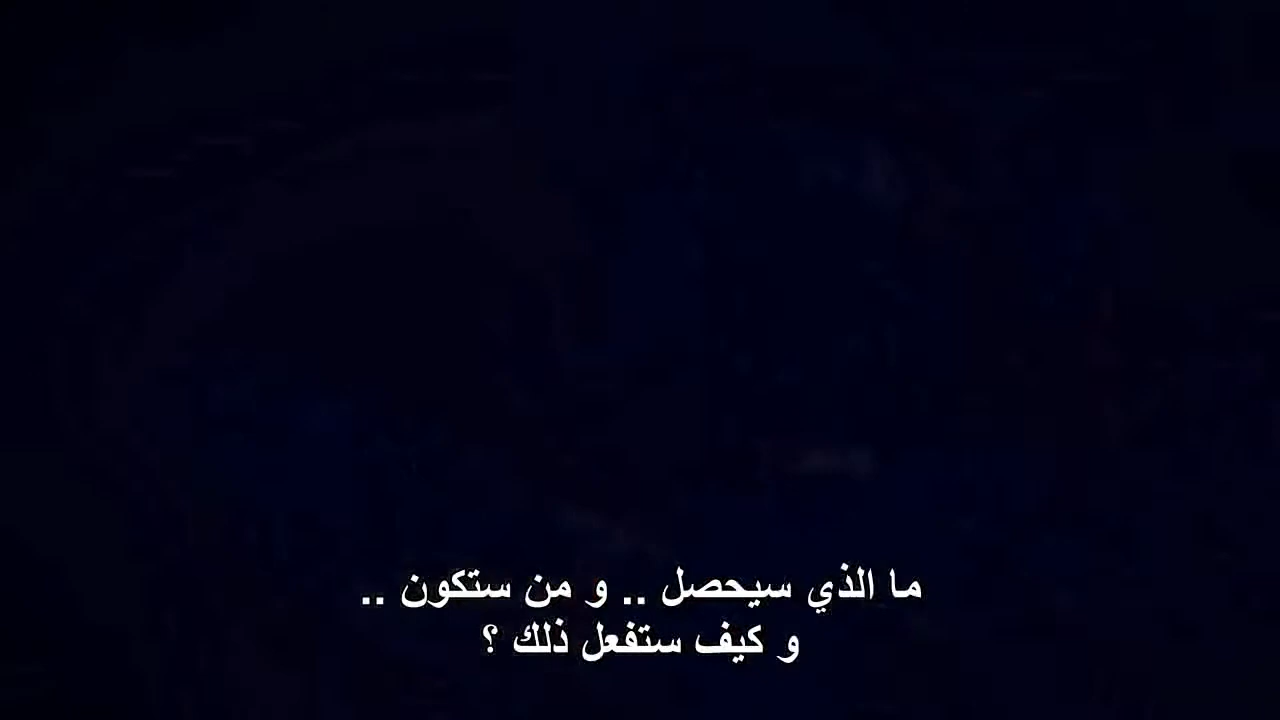 ما الذي سيحصل .. و من ستكون ..
و كيف ستفعل ذلك ؟